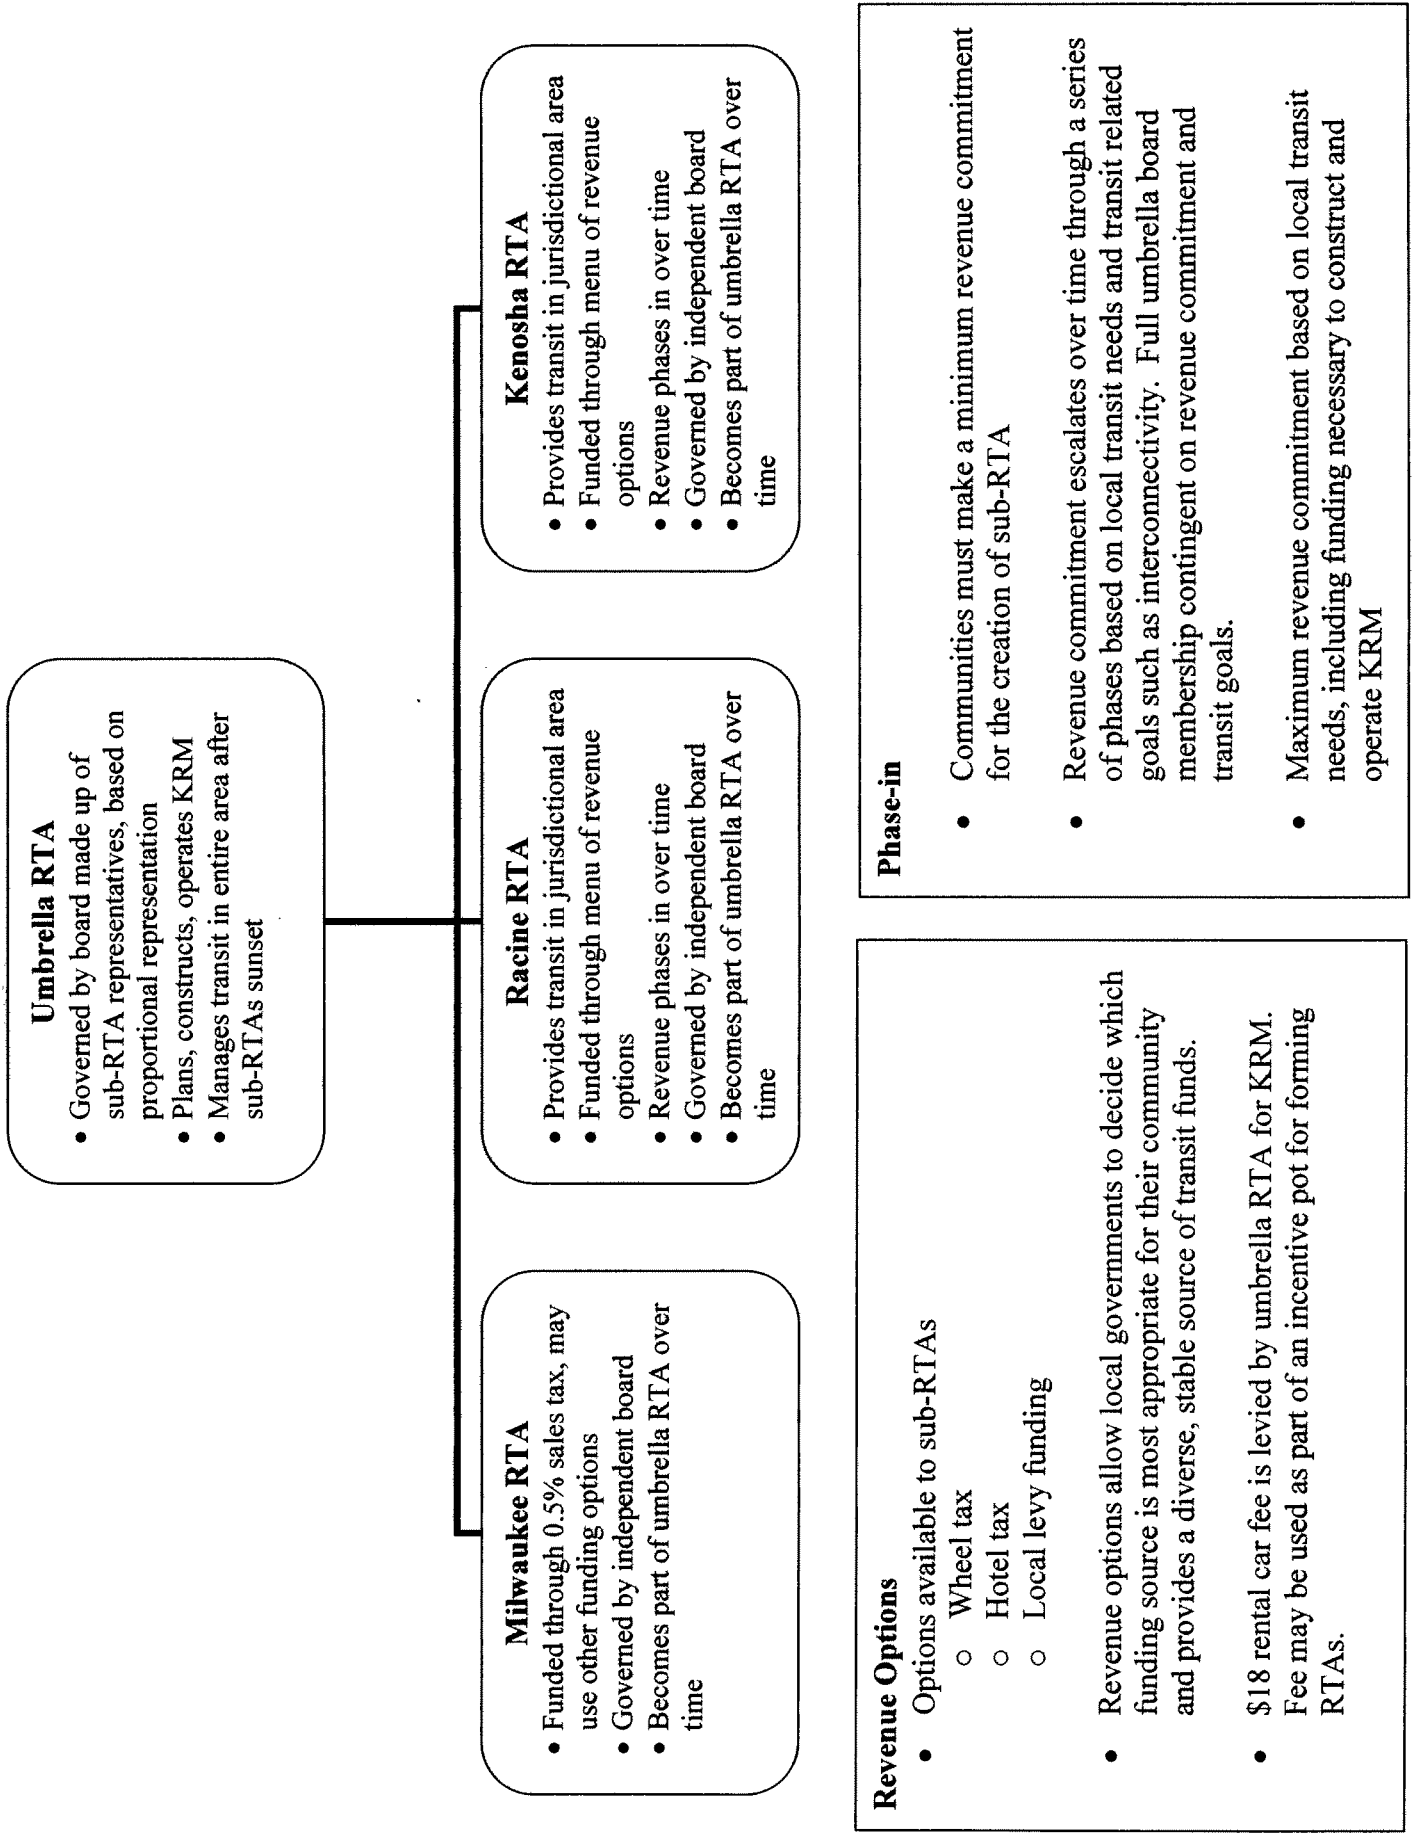 Umbrella RTA
• Governed by board made up of
sub-RTA representatives, based on
proportional representation
• Plans, constructs, operates KRM
• Manages transit in entire area after
sub-RTAs sunset
Milwaukee RTA
• Funded through 0.5% sales tax, may
use other funding options
• Governed by independent board
• Becomes part of umbrella RTA over
time
Racine RTA
• Provides transit in jurisdictional area
• Funded through menu of revenue
options
• Revenue phases in over time
• Governed by independent board
• Becomes part of umbrella RTA over
time
Kenosha RTA
• Provides transit in jurisdictional area
• Funded through menu of revenue
options
• Revenue phases in over time
• Governed by independent board
• Becomes part of umbrella RTA over
time
Revenue Options
• Options available to sub-RTAs
○ Wheel tax
○ Hotel tax
○ Local levy funding
• Revenue options allow local governments to decide which
funding source is most appropriate for their community
and provides a diverse, stable source of transit funds.
• $18 rental car fee is levied by umbrella RTA for KRM.
Fee may be used as part of an incentive pot for forming
RTAs.
Phase-in
• Communities must make a minimum revenue commitment
for the creation of sub-RTA
• Revenue commitment escalates over time through a series
of phases based on local transit needs and transit related
goals such as interconnectivity. Full umbrella board
membership contingent on revenue commitment and
transit goals.
• Maximum revenue commitment based on local transit
needs, including funding necessary to construct and
operate KRM